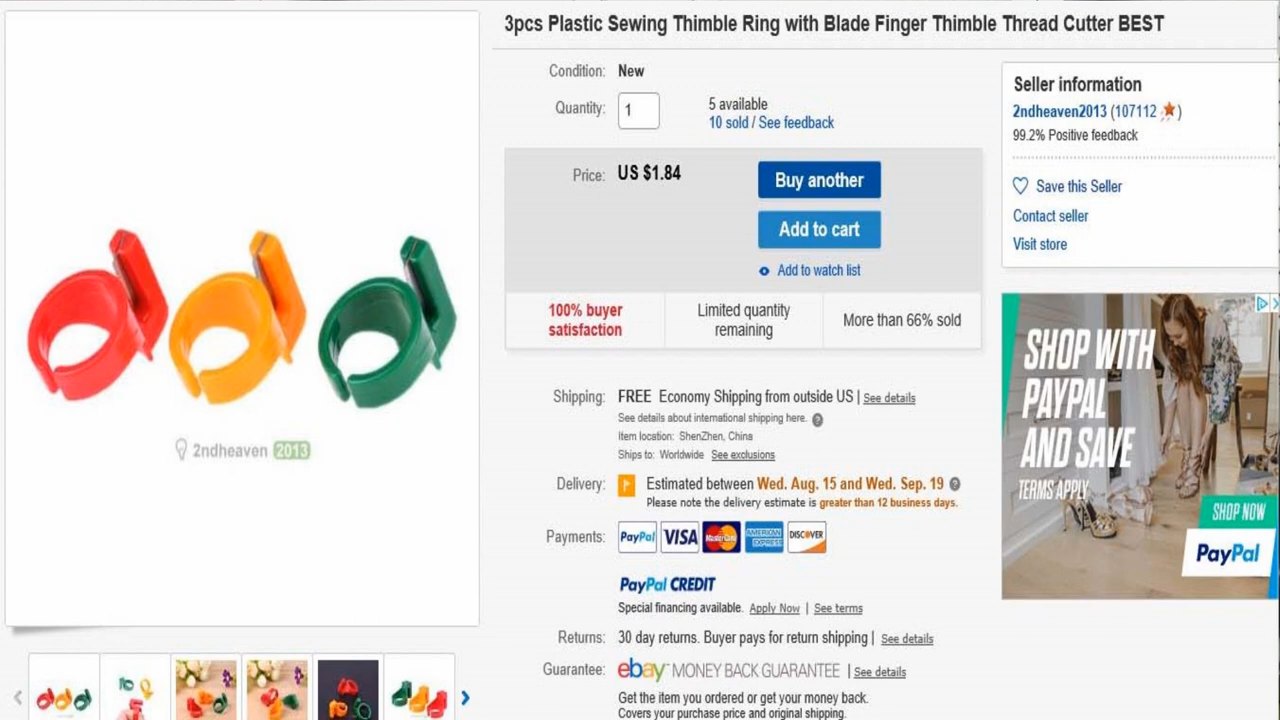 3pcs Plastic Sewing Thimble Ring with Blade Finger Thimble Thread Cutter BEST
Condition: New
Quantity: 1
5 available
10 sold / See feedback
Price: US $1.84
Buy another
Add to cart
Add to watch list
100% buyer
satisfaction
Limited quantity
remaining
More than 66% sold
Shipping: FREE Economy Shipping from outside US | See details
See details about international shipping here. ?
Item location: ShenZhen, China
Ships to: Worldwide See exclusions
Delivery: Estimated between Wed. Aug. 15 and Wed. Sep. 19 ?
Please note the delivery estimate is greater than 12 business days.
Payments: PayPal VISA MasterCard AMERICAN EXPRESS DISCOVER
PayPal CREDIT
Special financing available. Apply Now | See terms
Returns: 30 day returns. Buyer pays for return shipping | See details
Guarantee: ebay MONEY BACK GUARANTEE | See details
Get the item you ordered or get your money back.
Covers your purchase price and original shipping.
Seller information
2ndheaven2013 (107112)
99.2% Positive feedback
Save this Seller
Contact seller
Visit store
SHOP WITH
PAYPAL
AND SAVE
TERMS APPLY
SHOP NOW
PayPal
2ndheaven 2013